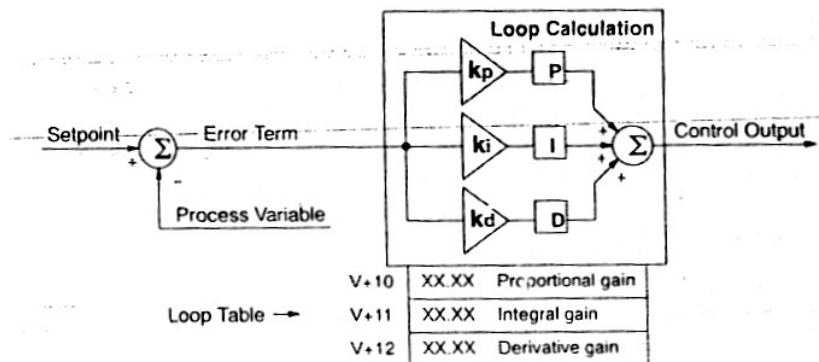 Loop Calculation
kp P
Setpoint
Σ
Error Term
ki I
Σ
Control Output
+
-
+
+
+
Process Variable
kd D
V+10 XX.XX Proportional gain
Loop Table → V+11 XX.XX Integral gain
V+12 XX.XX Derivative gain